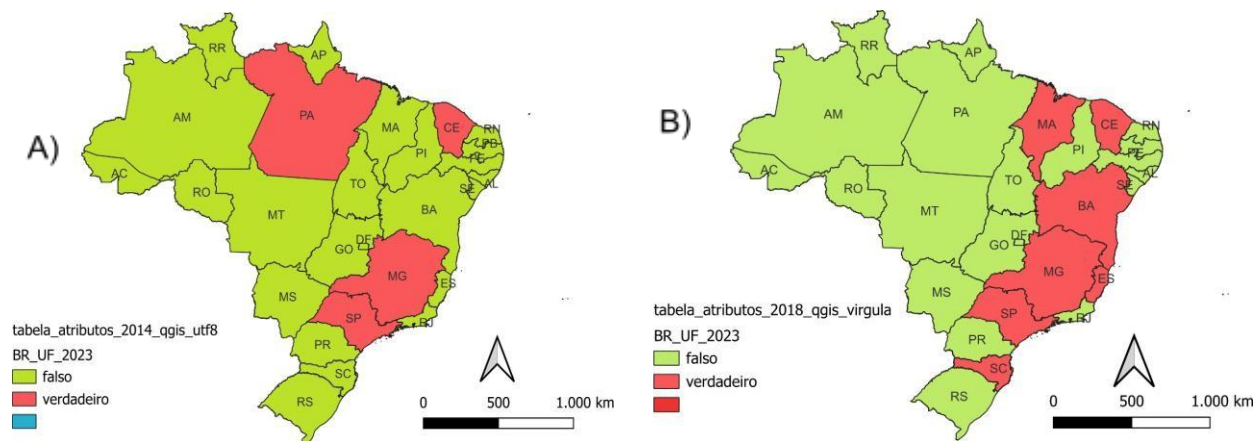 A)
RR
AP
AM
PA
MA
CE
RN
PB
PE
PI
AC
RO
TO
AL
SE
BA
MT
DF
GO
MG
ES
MS
SP
RJ
PR
SC
RS
tabela_atributos_2014_qgis_utf8
BR_UF_2023
falso
verdadeiro
0 500 1.000 km
B)
RR
AP
AM
PA
MA
CE
RN
PE
PI
AC
RO
TO
AL
SE
BA
MT
DF
GO
MG
ES
MS
SP
RJ
PR
SC
RS
tabela_atributos_2018_qgis_virgula
BR_UF_2023
falso
verdadeiro
0 500 1.000 km